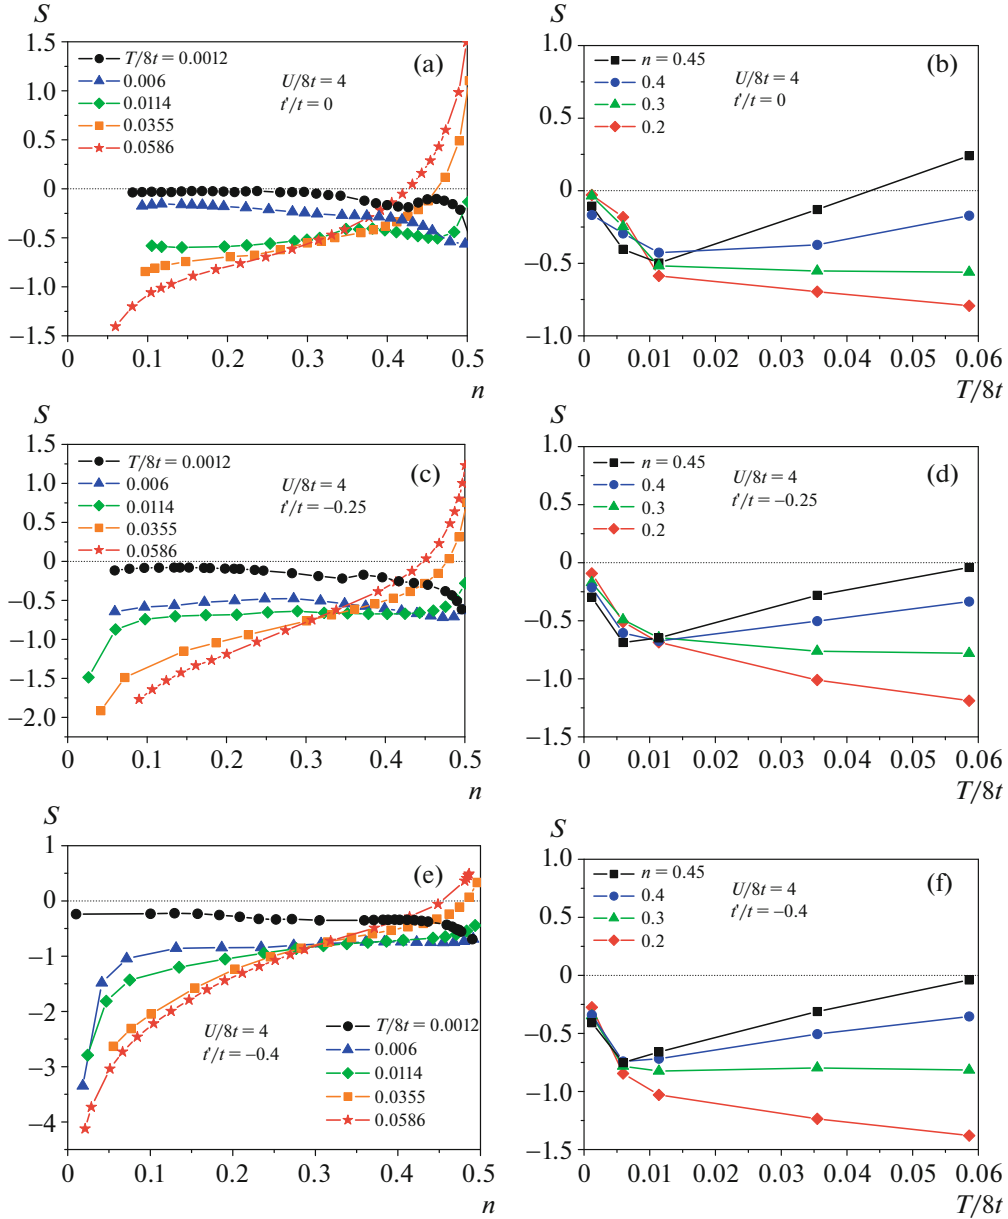 S
1.5
1.0
0.5
0
−0.5
−1.0
−1.5
T/8t = 0.0012
0.006
0.0114
0.0355
0.0586
U/8t = 4
t'/t = 0
(a)
0 0.1 0.2 0.3 0.4 0.5
n
S
1.0
0.5
0
−0.5
1.0
n = 0.45
0.4
0.3
0.2
U/8t = 4
t'/t = 0
(b)
0 0.01 0.02 0.03 0.04 0.05 0.06
T/8t
S
1.5
1.0
0.5
0
−0.5
−1.0
−1.5
−2.0
T/8t = 0.0012
0.006
0.0114
0.0355
0.0586
U/8t = 4
t'/t = −0.25
(c)
0 0.1 0.2 0.3 0.4 0.5
n
S
1.0
0.5
0
−0.5
−1.0
−1.5
n = 0.45
0.4
0.3
0.2
U/8t = 4
t'/t = −0.25
(d)
0 0.01 0.02 0.03 0.04 0.05 0.06
T/8t
S
1
0
−1
−2
−3
−4
(e)
U/8t = 4
t'/t = −0.4
T/8t = 0.0012
0.006
0.0114
0.0355
0.0586
0 0.1 0.2 0.3 0.4 0.5
n
S
1.0
0.5
0
−0.5
−1.0
−1.5
n = 0.45
0.4
0.3
0.2
U/8t = 4
t'/t = −0.4
(f)
0 0.01 0.02 0.03 0.04 0.05 0.06
T/8t